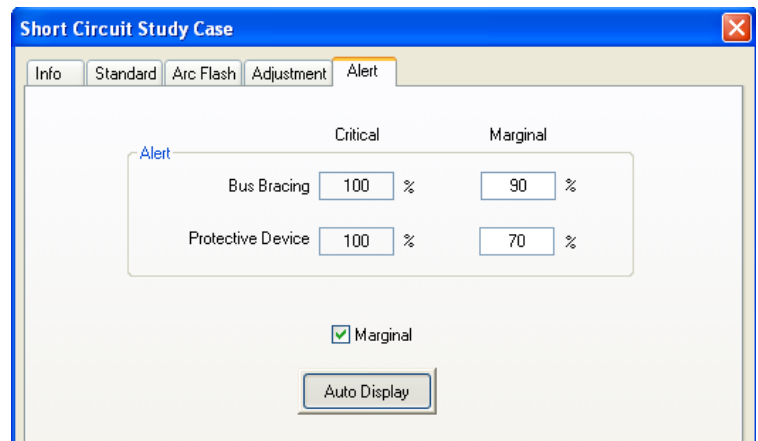 Short Circuit Study Case
Info Standard Arc Flash Adjustment Alert
Critical Marginal
Alert
Bus Bracing 100 % 90 %
Protective Device 100 % 70 %
Marginal
Auto Display